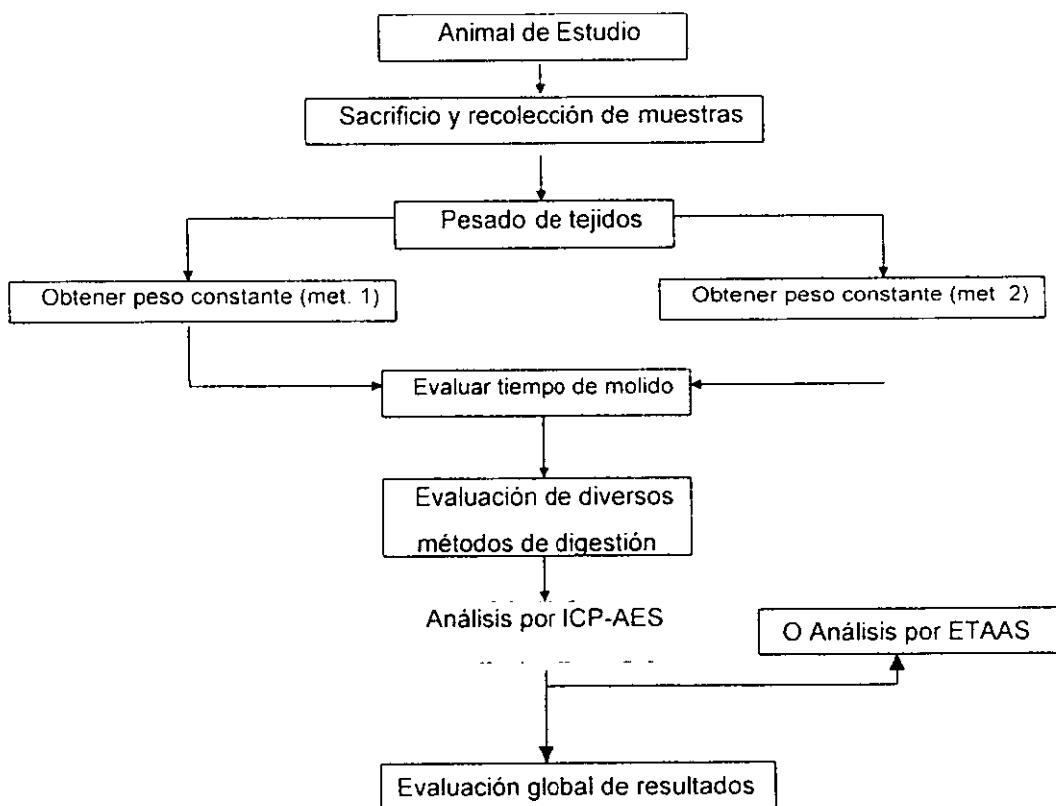 Animal de Estudio
Sacrificio y recolección de muestras
Pesado de tejidos
Obtener peso constante (met. 1)
Obtener peso constante (met 2)
Evaluar tiempo de molido
Evaluación de diversos
métodos de digestión
Análisis por ICP-AES
O Análisis por ETAAS
Evaluación global de resultados